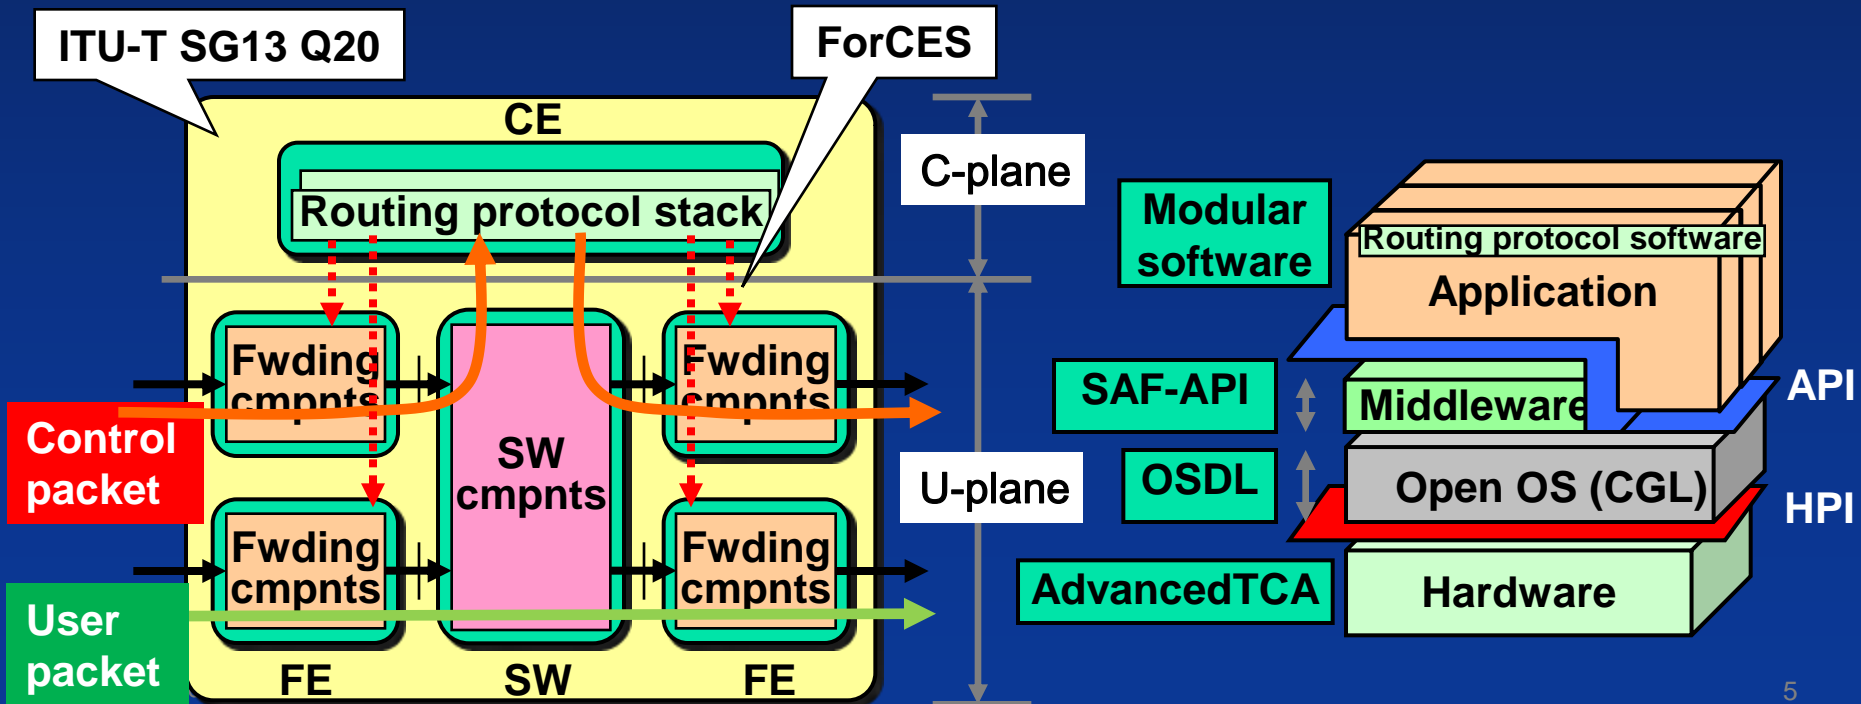 ITU-T SG13 Q20
ForCES
CE
Routing protocol stack
C-plane
U-plane
Fwding
cmpnts
Fwding
cmpnts
SW
cmpnts
Fwding
cmpnts
Fwding
cmpnts
Control
packet
User
packet
FE
SW
FE
Modular
software
SAF-API
OSDL
AdvancedTCA
Routing protocol software
Application
Middleware
API
Open OS (CGL)
HPI
Hardware
5